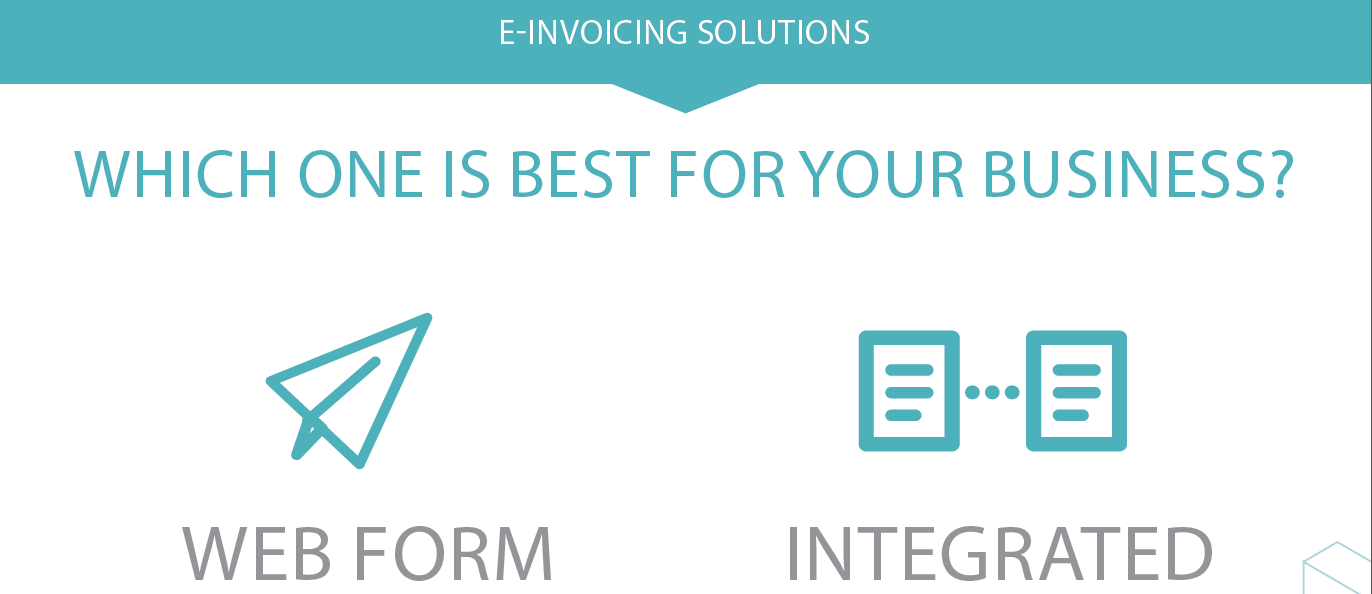 E-INVOICING SOLUTIONS
WHICH ONE IS BEST FOR YOUR BUSINESS?
WEB FORM
INTEGRATED